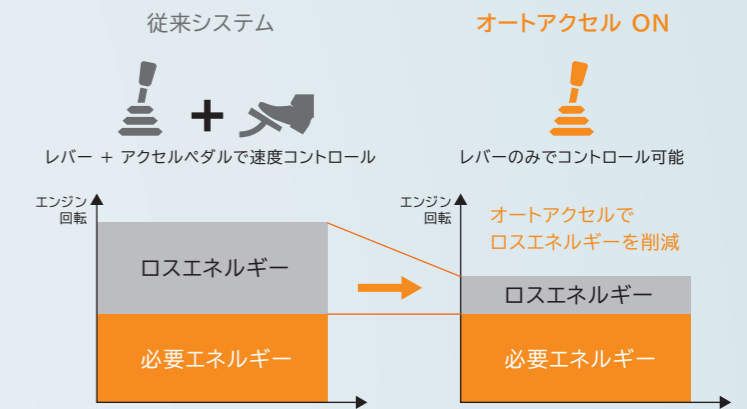 従来システム
オートアクセル ON
レバー + アクセルペダルで速度コントロール
レバーのみでコントロール可能
エンジン
回転
ロスエネルギー
必要エネルギー
エンジン
回転
オートアクセルで
ロスエネルギーを削減
ロスエネルギー
必要エネルギー